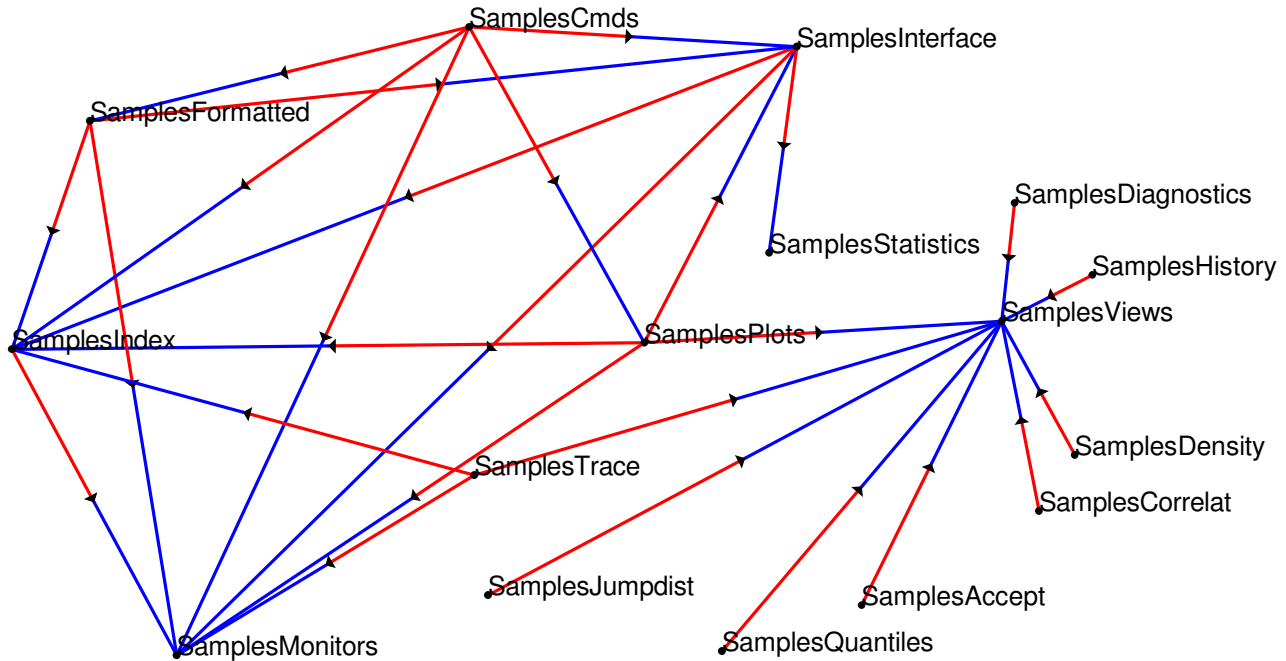 SamplesCmds
SamplesInterface
SamplesFormatted
SamplesDiagnostics
SamplesStatistics
SamplesHistory
SamplesViews
SamplesIndex
SamplesPlots
SamplesDensity
SamplesTrace
SamplesCorrelat
SamplesJumpdist
SamplesAccept
SamplesQuantiles
SamplesMonitors